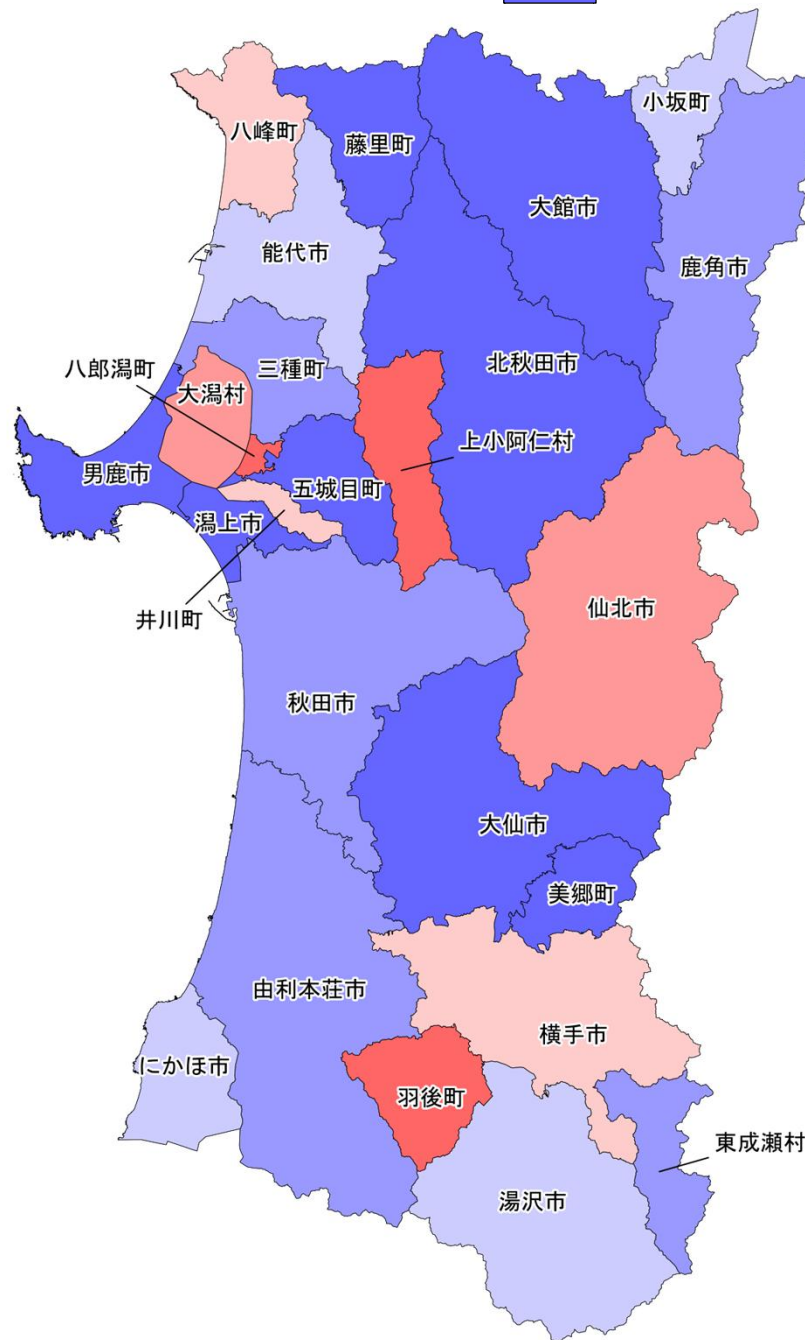 小坂町
八峰町
藤里町
大館市
能代市
鹿角市
八郎潟町
三種町
北秋田市
大潟村
上小阿仁村
男鹿市
五城目町
潟上市
井川町
仙北市
秋田市
大仙市
美郷町
由利本荘市
横手市
にかほ市
羽後町
東成瀬村
湯沢市